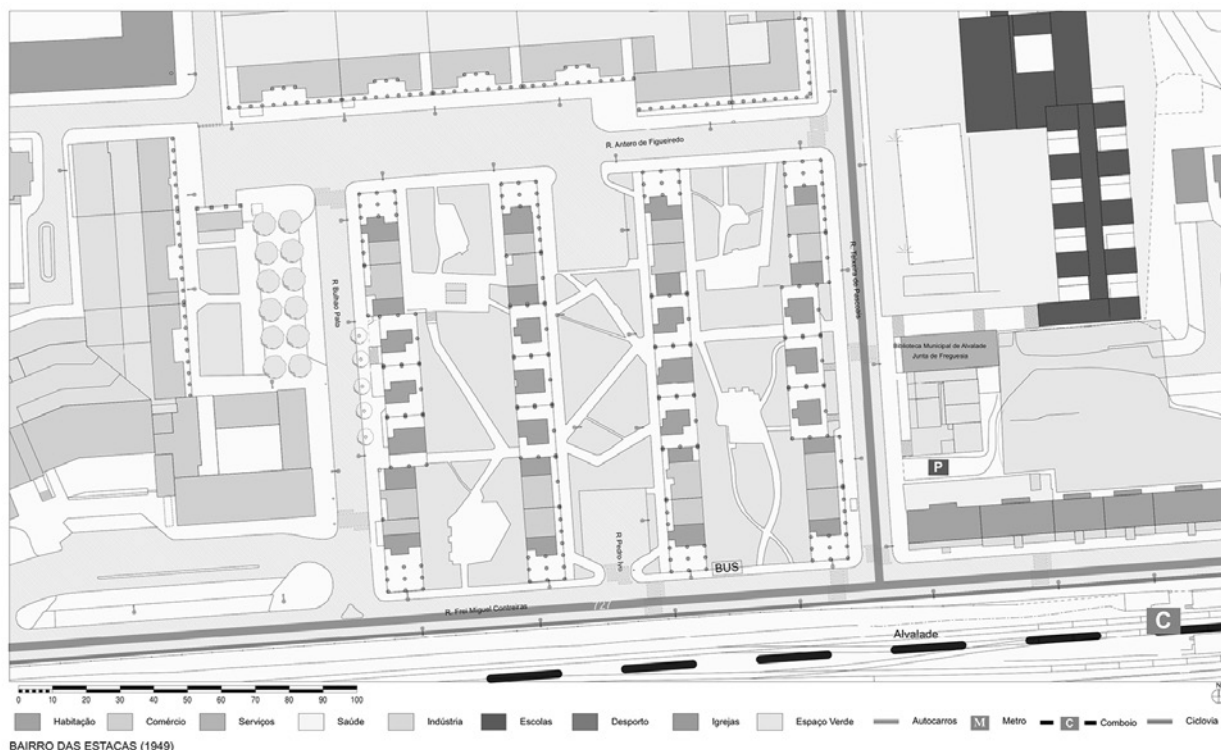 R. Antero de Figueiredo
R. Bulhao Pato
R. Teixeira de Pascoaes
Biblioteca Municipal de Alvalade
Junta de Freguesia
P
R.Pedro Ivo
BUS
R. Frei Miguel Contreiras
727
Alvalade
C
N
0 10 20 30 40 50 60 70 80 90 100
Habitação Comércio Serviços Saúde Indústria Escolas Desporto Igrejas Espaço Verde Autocarros M Metro C Comboio Ciclovia
BAIRRO DAS ESTACAS (1949)